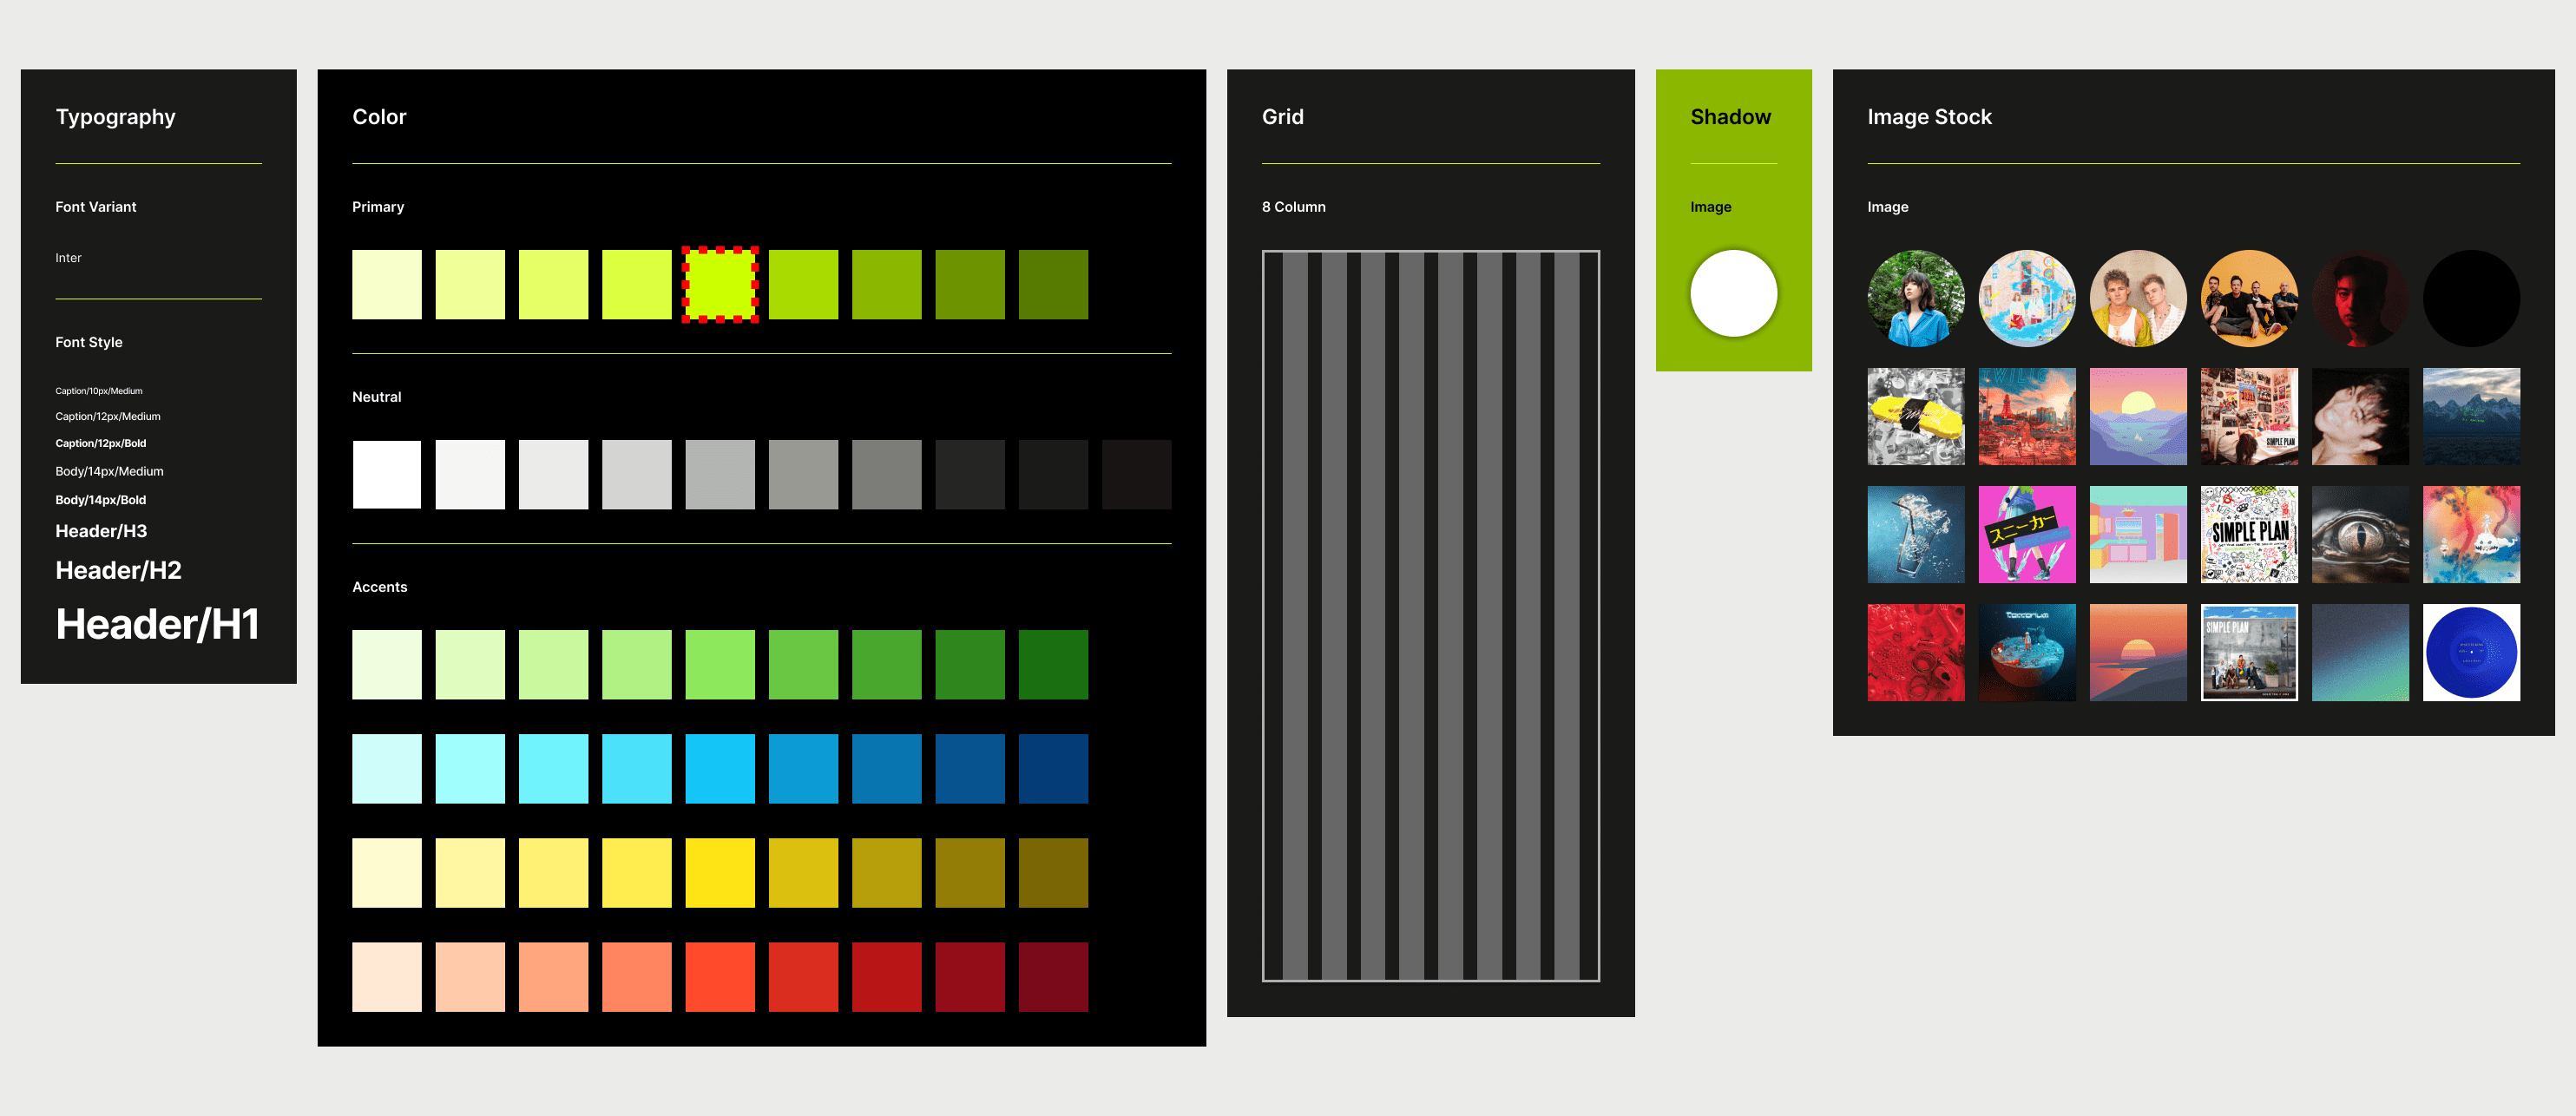 Typography
Font Variant
Inter
Font Style
Caption/10px/Medium
Caption/12px/Medium
Caption/12px/Bold
Body/14px/Medium
Body/14px/Bold
Header/H3
Header/H2
Header/H1
Color
Primary
Neutral
Accents
Grid
8 Column
Shadow
Image
Image Stock
Image
SIMPLE PLAN
スニーカー
SIMPLE PLAN
SIMPLE PLAN